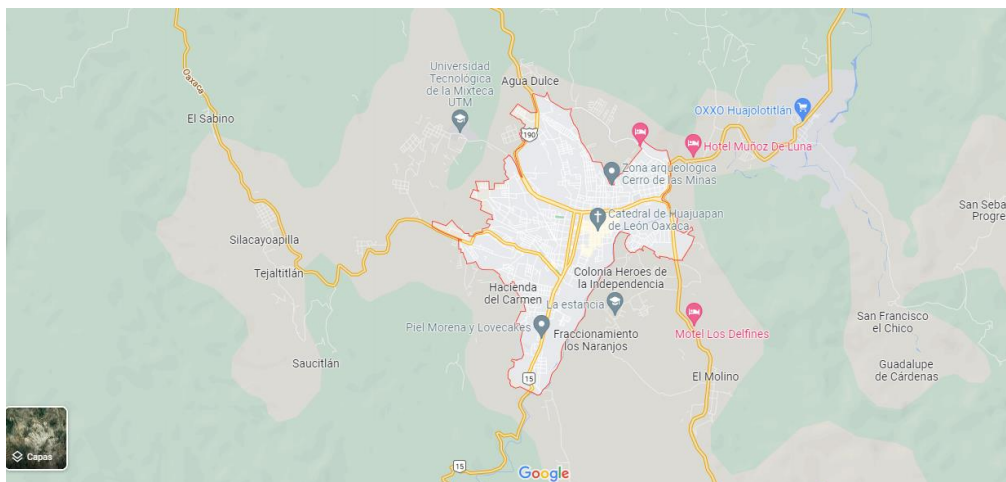 Oaxaca
El Sabino
Universidad
Tecnológica
de la Mixteca
UTM
Agua Dulce
190
OXXO Huajolotitlán
Hotel Muñoz De Luna
Zona arqueológica
Cerro de las Minas
Catedral de Huajuapan
de León Oaxaca
San Seba
Progre
Silacayoapilla
Tejaltitlán
Hacienda
del Carmen
Colonia Heroes de
la Independencia
La estancia
Piel Morena y Lovecakes
Fraccionamiento
los Naranjos
Motel Los Delfines
San Francisco
el Chico
Saucitlán
15
El Molino
Guadalupe
de Cárdenas
Capas
15
Google